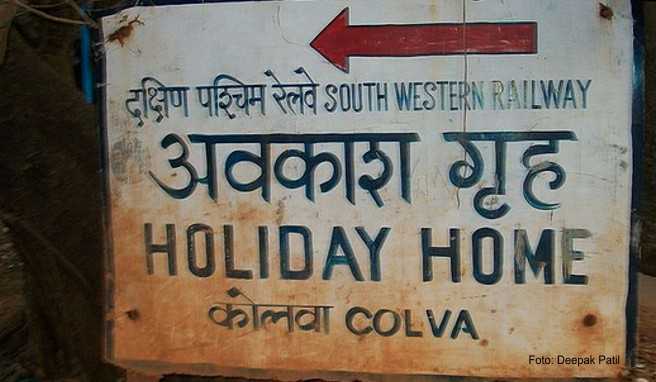 दक्षिण पश्चिम रेलवे SOUTH WESTERN RAILWAY
अवकाश गृह
HOLIDAY HOME
कोलवा COLVA
Foto: Deepak Patil